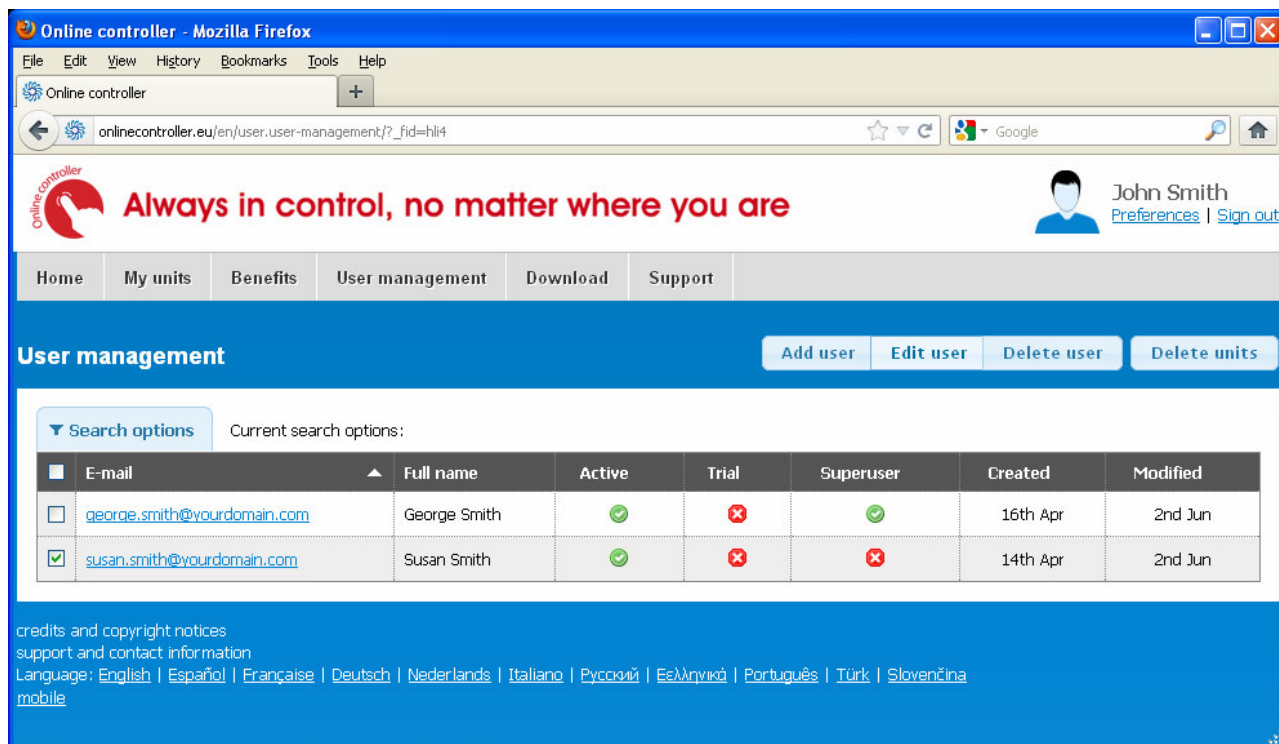 Online controller - Mozilla Firefox
File Edit View History Bookmarks Tools Help
Online controller +
onlinecontroller.eu/en/user.user-management/?_fid=hli4 Google
Online controller
Always in control, no matter where you are
John Smith
Preferences | Sign out
Home My units Benefits User management Download Support
User management Add user Edit user Delete user Delete units
Search options Current search options:
E-mail Full name Active Trial Superuser Created Modified
george.smith@yourdomain.com George Smith 16th Apr 2nd Jun
susan.smith@yourdomain.com Susan Smith 14th Apr 2nd Jun
credits and copyright notices
support and contact information
Language: English | Español | Française | Deutsch | Nederlands | Italiano | Русский | Εελληνικά | Português | Türk | Slovenčina
mobile